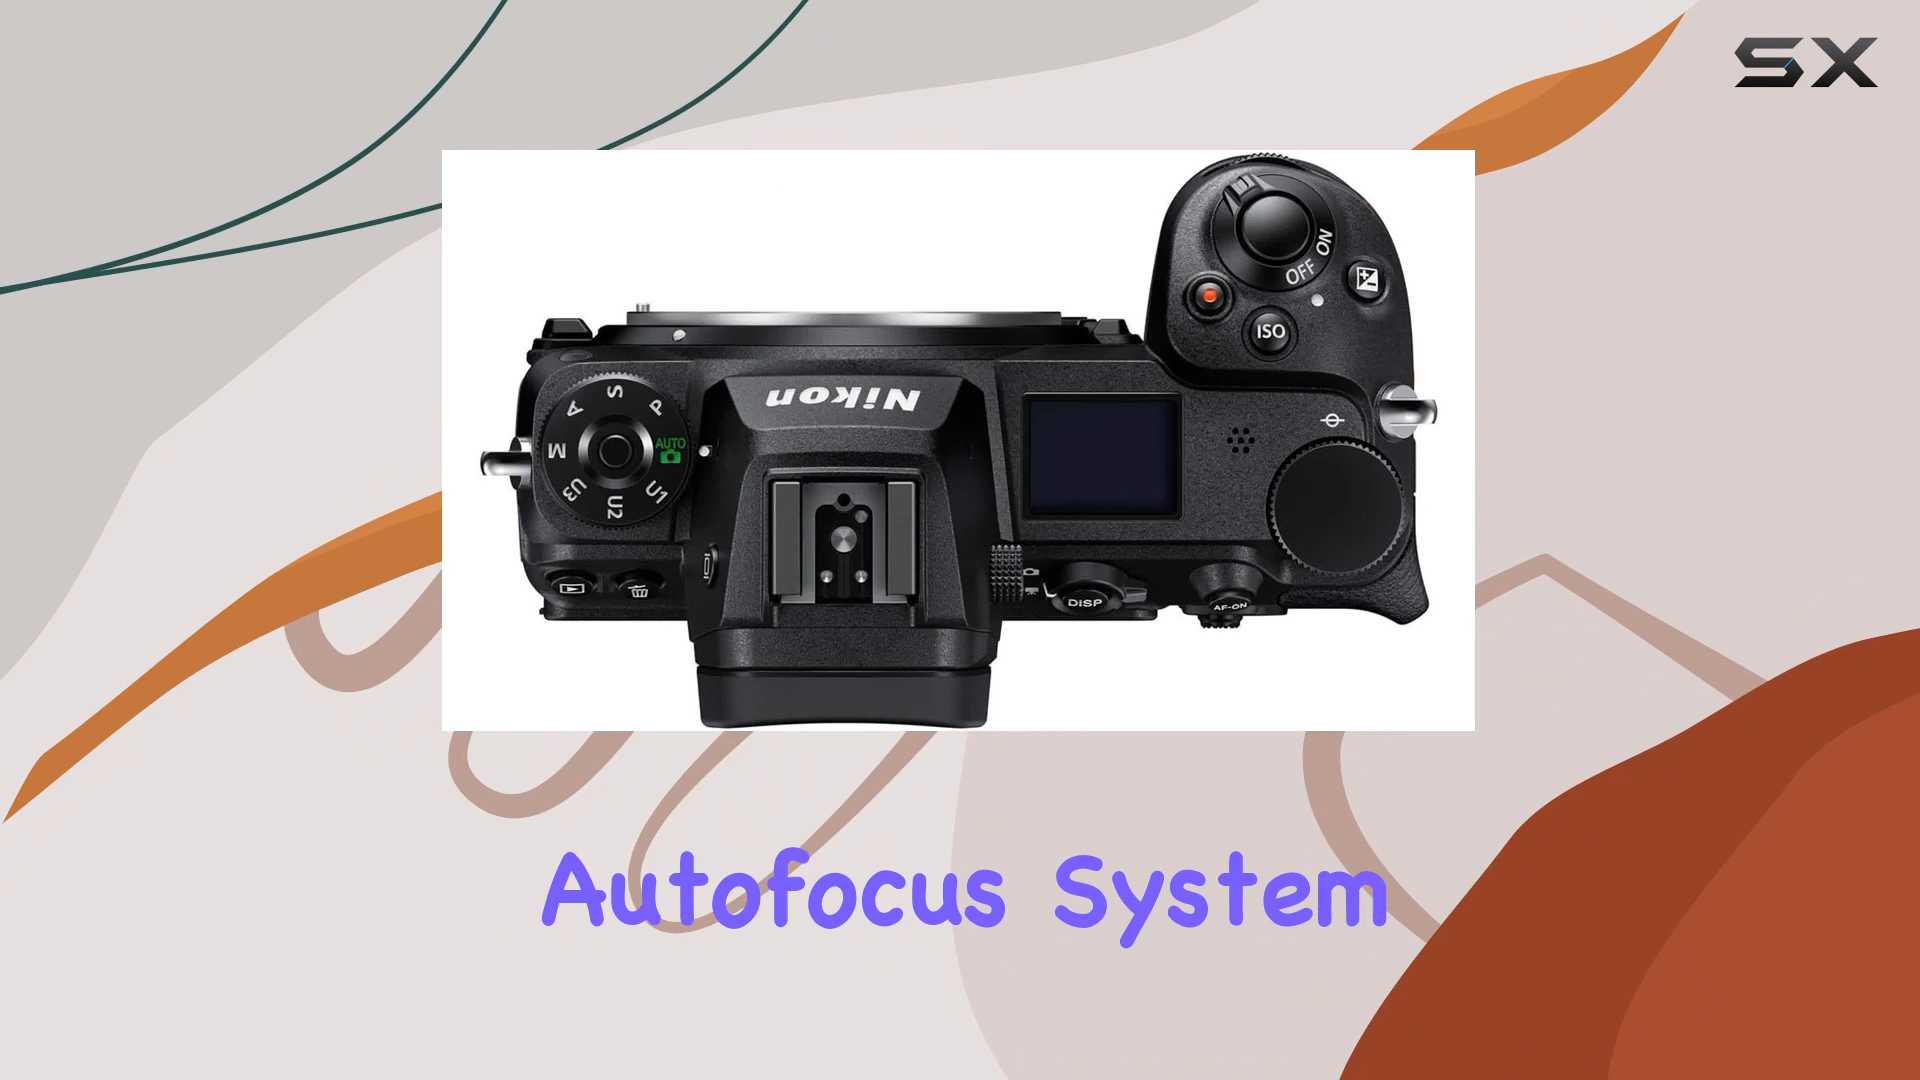 SX
ON
OFF
ISO
Nikon
S
P
A
AUTO
M
U1
U3
U2
DISP
AF-ON
Autofocus System